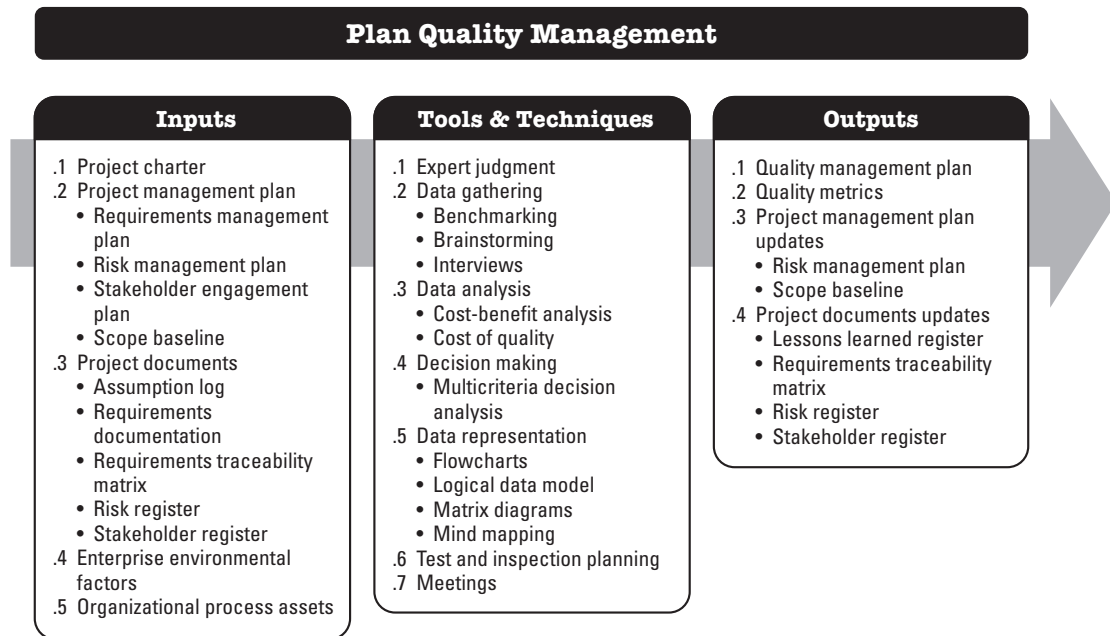 Plan Quality Management
Inputs
.1 Project charter
.2 Project management plan
• Requirements management
plan
• Risk management plan
• Stakeholder engagement
plan
• Scope baseline
.3 Project documents
• Assumption log
• Requirements
documentation
• Requirements traceability
matrix
• Risk register
• Stakeholder register
.4 Enterprise environmental
factors
.5 Organizational process assets
Tools & Techniques
.1 Expert judgment
.2 Data gathering
• Benchmarking
• Brainstorming
• Interviews
.3 Data analysis
• Cost-benefit analysis
• Cost of quality
.4 Decision making
• Multicriteria decision
analysis
.5 Data representation
• Flowcharts
• Logical data model
• Matrix diagrams
• Mind mapping
.6 Test and inspection planning
.7 Meetings
Outputs
.1 Quality management plan
.2 Quality metrics
.3 Project management plan
updates
• Risk management plan
• Scope baseline
.4 Project documents updates
• Lessons learned register
• Requirements traceability
matrix
• Risk register
• Stakeholder register